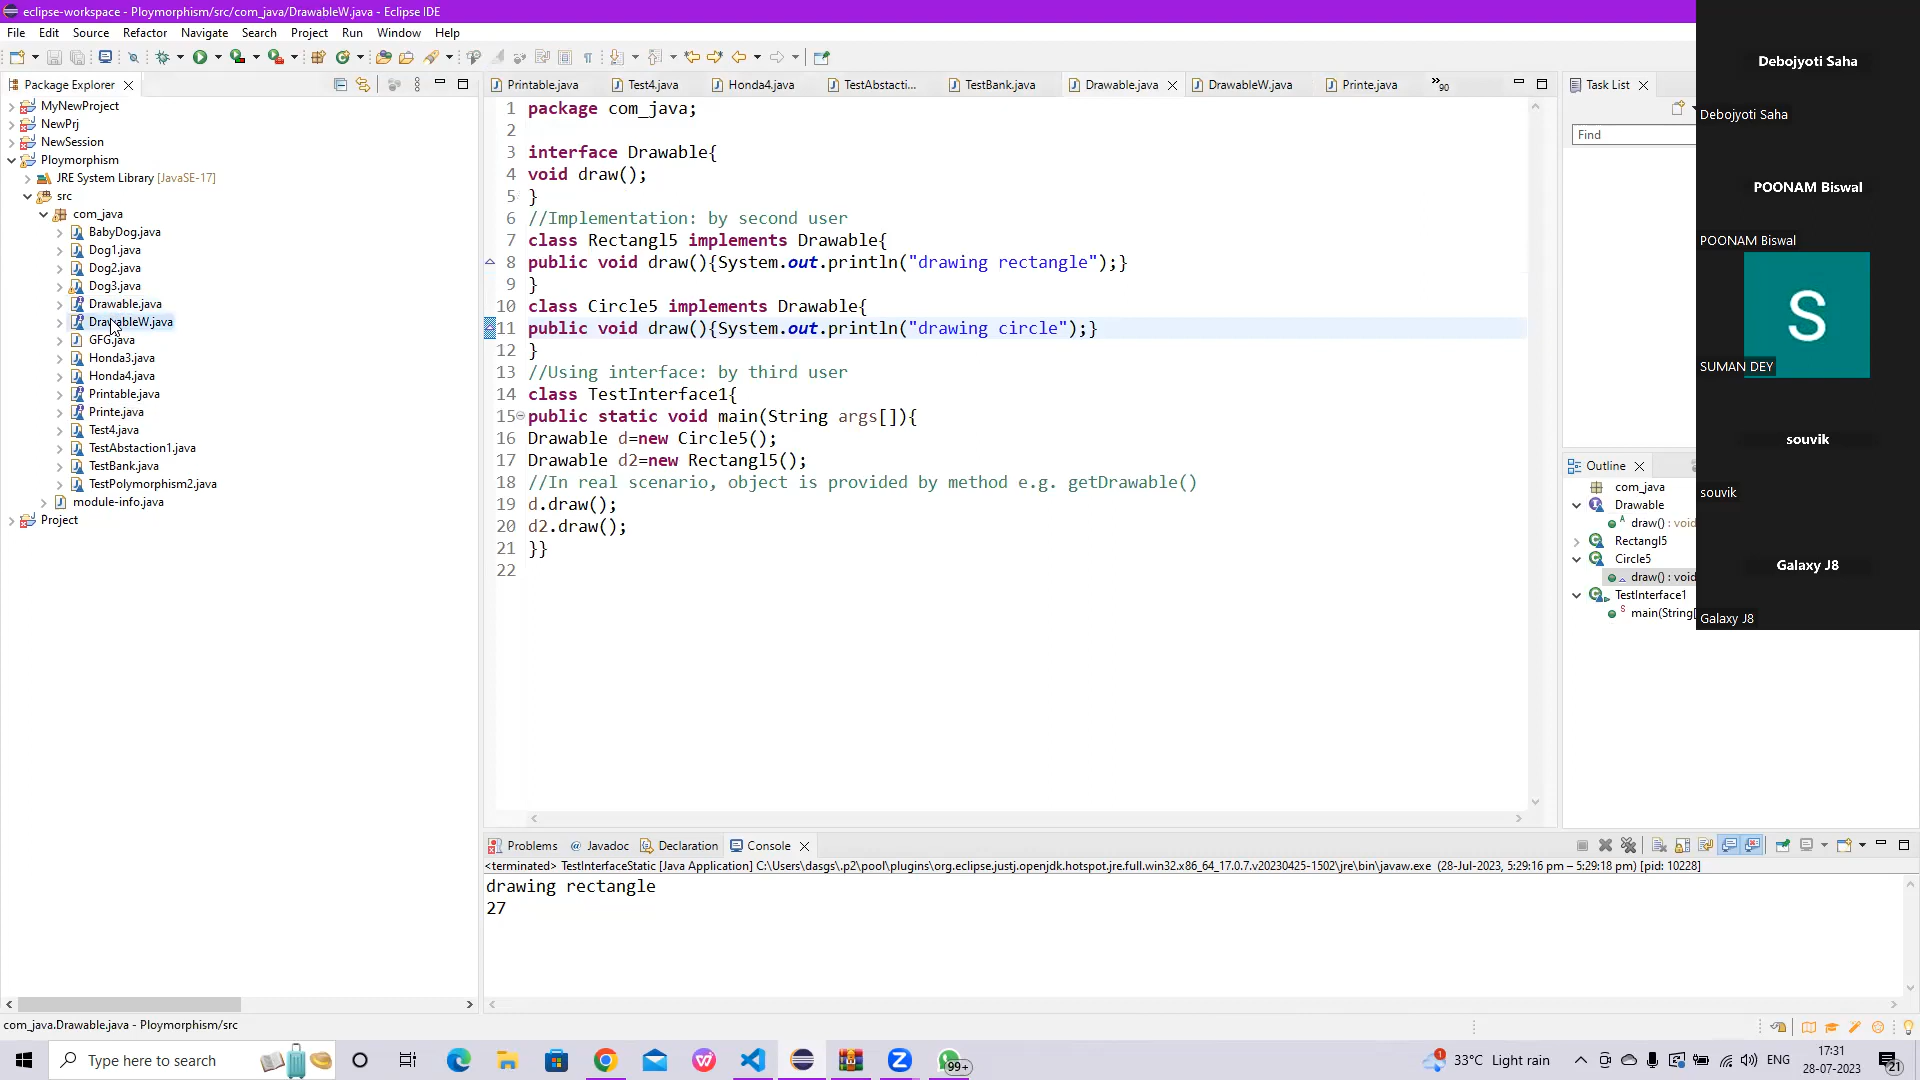 eclipse-workspace - Ploymorphism/src/com_java/DrawableW.java - Eclipse IDE
File Edit Source Refactor Navigate Search Project Run Window Help
Package Explorer
MyNewProject
NewPrj
NewSession
Ploymorphism
JRE System Library [JavaSE-17]
src
com_java
BabyDog.java
Dog1.java
Dog2.java
Dog3.java
Drawable.java
DrawableW.java
GFG.java
Honda3.java
Honda4.java
Printable.java
Printe.java
Test4.java
TestAbstaction1.java
TestBank.java
TestPolymorphism2.java
module-info.java
Project
Printable.java Test4.java Honda4.java TestAbstacti... TestBank.java Drawable.java DrawableW.java Printe.java »90
1 package com_java;
2
3 interface Drawable{
4 void draw();
5 }
6 //Implementation: by second user
7 class Rectangl5 implements Drawable{
8 public void draw(){System.out.println("drawing rectangle");}
9 }
10 class Circle5 implements Drawable{
11 public void draw(){System.out.println("drawing circle");}
12 }
13 //Using interface: by third user
14 class TestInterface1{
15 public static void main(String args[]){
16 Drawable d=new Circle5();
17 Drawable d2=new Rectangl5();
18 //In real scenario, object is provided by method e.g. getDrawable()
19 d.draw();
20 d2.draw();
21 }}
22
Task List
Find
Outline
com_java
Drawable
draw() : void
Rectangl5
Circle5
draw() : void
TestInterface1
main(String[
Debojyoti Saha
Debojyoti Saha
POONAM Biswal
POONAM Biswal
S
SUMAN DEY
souvik
souvik
Galaxy J8
Galaxy J8
Problems @ Javadoc Declaration Console
<terminated> TestInterfaceStatic [Java Application] C:\Users\dasgs\.p2\pool\plugins\org.eclipse.justj.openjdk.hotspot.jre.full.win32.x86_64_17.0.7.v20230425-1502\jre\bin\javaw.exe (28-Jul-2023, 5:29:16 pm – 5:29:18 pm) [pid: 10228]
drawing rectangle
27
com_java.Drawable.java - Ploymorphism/src
Type here to search
99+
1
33°C Light rain
ENG
17:31
28-07-2023
21